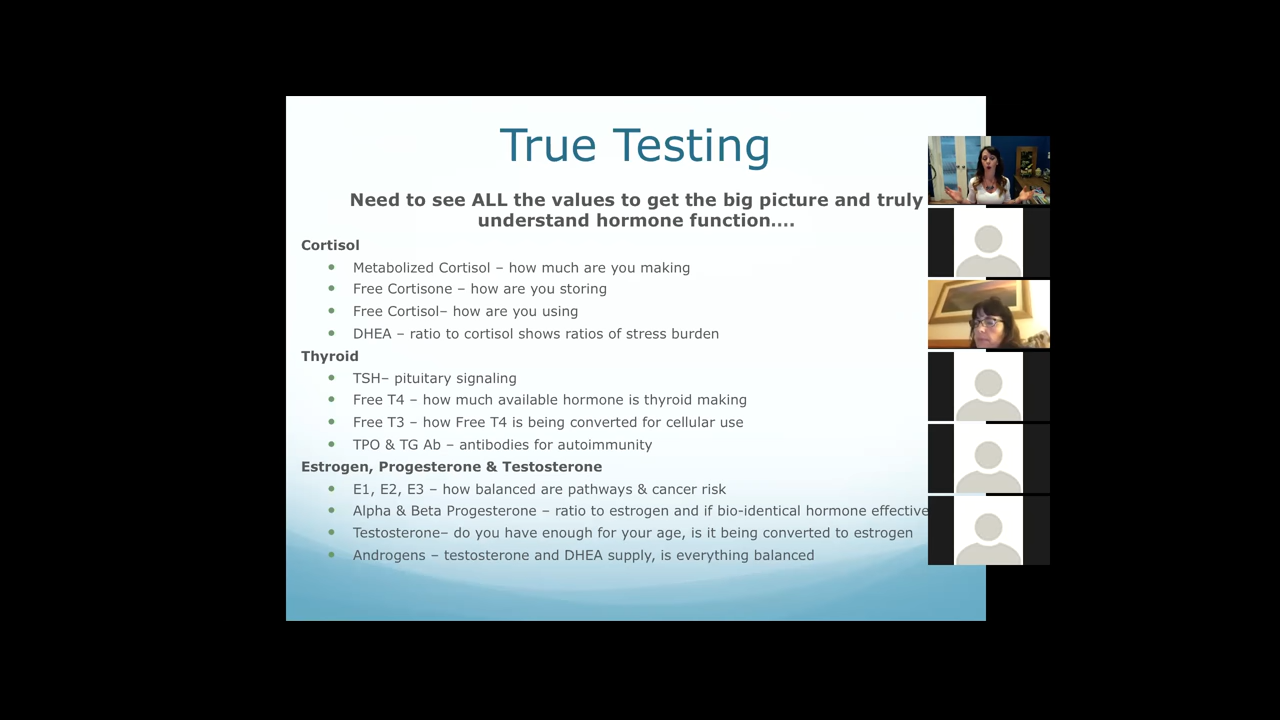 True Testing
Need to see ALL the values to get the big picture and truly
understand hormone function….
Cortisol
• Metabolized Cortisol – how much are you making
• Free Cortisone – how are you storing
• Free Cortisol– how are you using
• DHEA – ratio to cortisol shows ratios of stress burden
Thyroid
• TSH– pituitary signaling
• Free T4 – how much available hormone is thyroid making
• Free T3 – how Free T4 is being converted for cellular use
• TPO & TG Ab – antibodies for autoimmunity
Estrogen, Progesterone & Testosterone
• E1, E2, E3 – how balanced are pathways & cancer risk
• Alpha & Beta Progesterone – ratio to estrogen and if bio-identical hormone effective
• Testosterone– do you have enough for your age, is it being converted to estrogen
• Androgens – testosterone and DHEA supply, is everything balanced